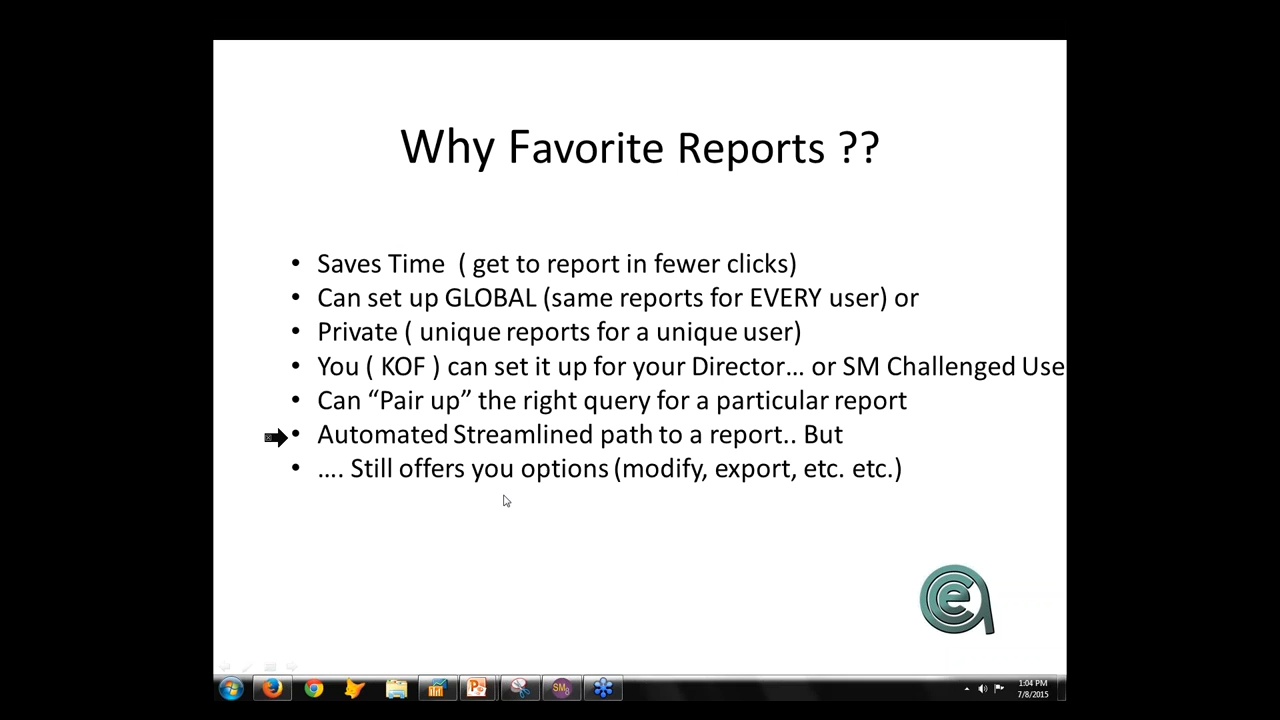 Why Favorite Reports ??
• Saves Time ( get to report in fewer clicks)
• Can set up GLOBAL (same reports for EVERY user) or
• Private ( unique reports for a unique user)
• You ( KOF ) can set it up for your Director… or SM Challenged Use
• Can “Pair up” the right query for a particular report
• Automated Streamlined path to a report.. But
• …. Still offers you options (modify, export, etc. etc.)
1:04 PM
7/8/2015